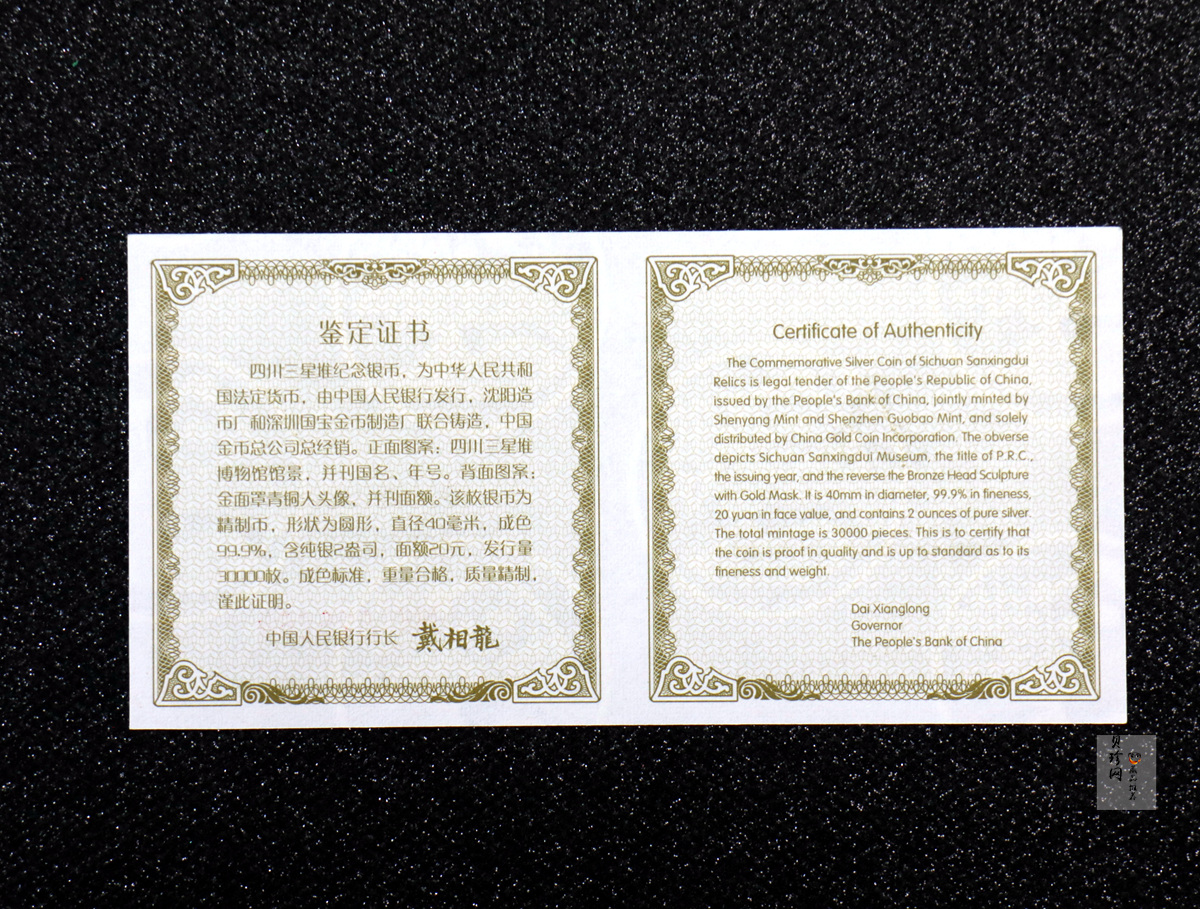 鉴定证书
四川三星堆纪念银币，为中华人民共和
国法定货币，由中国人民银行发行，沈阳造
币厂和深圳国宝金币制造厂联合铸造，中国
金币总公司总经销。正面图案：四川三星堆
博物馆馆景，并刊国名、年号。背面图案：
金面罩青铜人头像，并刊面额。该枚银币为
精制币，形状为圆形，直径40毫米，成色
99.9%，含纯银2盎司，面额20元，发行量
30000枚。成色标准，重量合格，质量精制，
谨此证明。
中国人民银行行长 戴相龍
Certificate of Authenticity
The Commemorative Silver Coin of Sichuan Sanxingdui
Relics is legal tender of the People's Republic of China,
issued by the People's Bank of China, jointly minted by
Shenyang Mint and Shenzhen Guobao Mint, and solely
distributed by China Gold Coin Incorporation. The obverse
depicts Sichuan Sanxingdui Museum, the title of P.R.C.,
the issuing year, and the reverse the Bronze Head Sculpture
with Gold Mask. It is 40mm in diameter, 99.9% in fineness,
20 yuan in face value, and contains 2 ounces of pure silver.
The total mintage is 30000 pieces. This is to certify that
the coin is proof in quality and is up to standard as to its
fineness and weight.
Dai Xianglong
Governor
The People's Bank of China